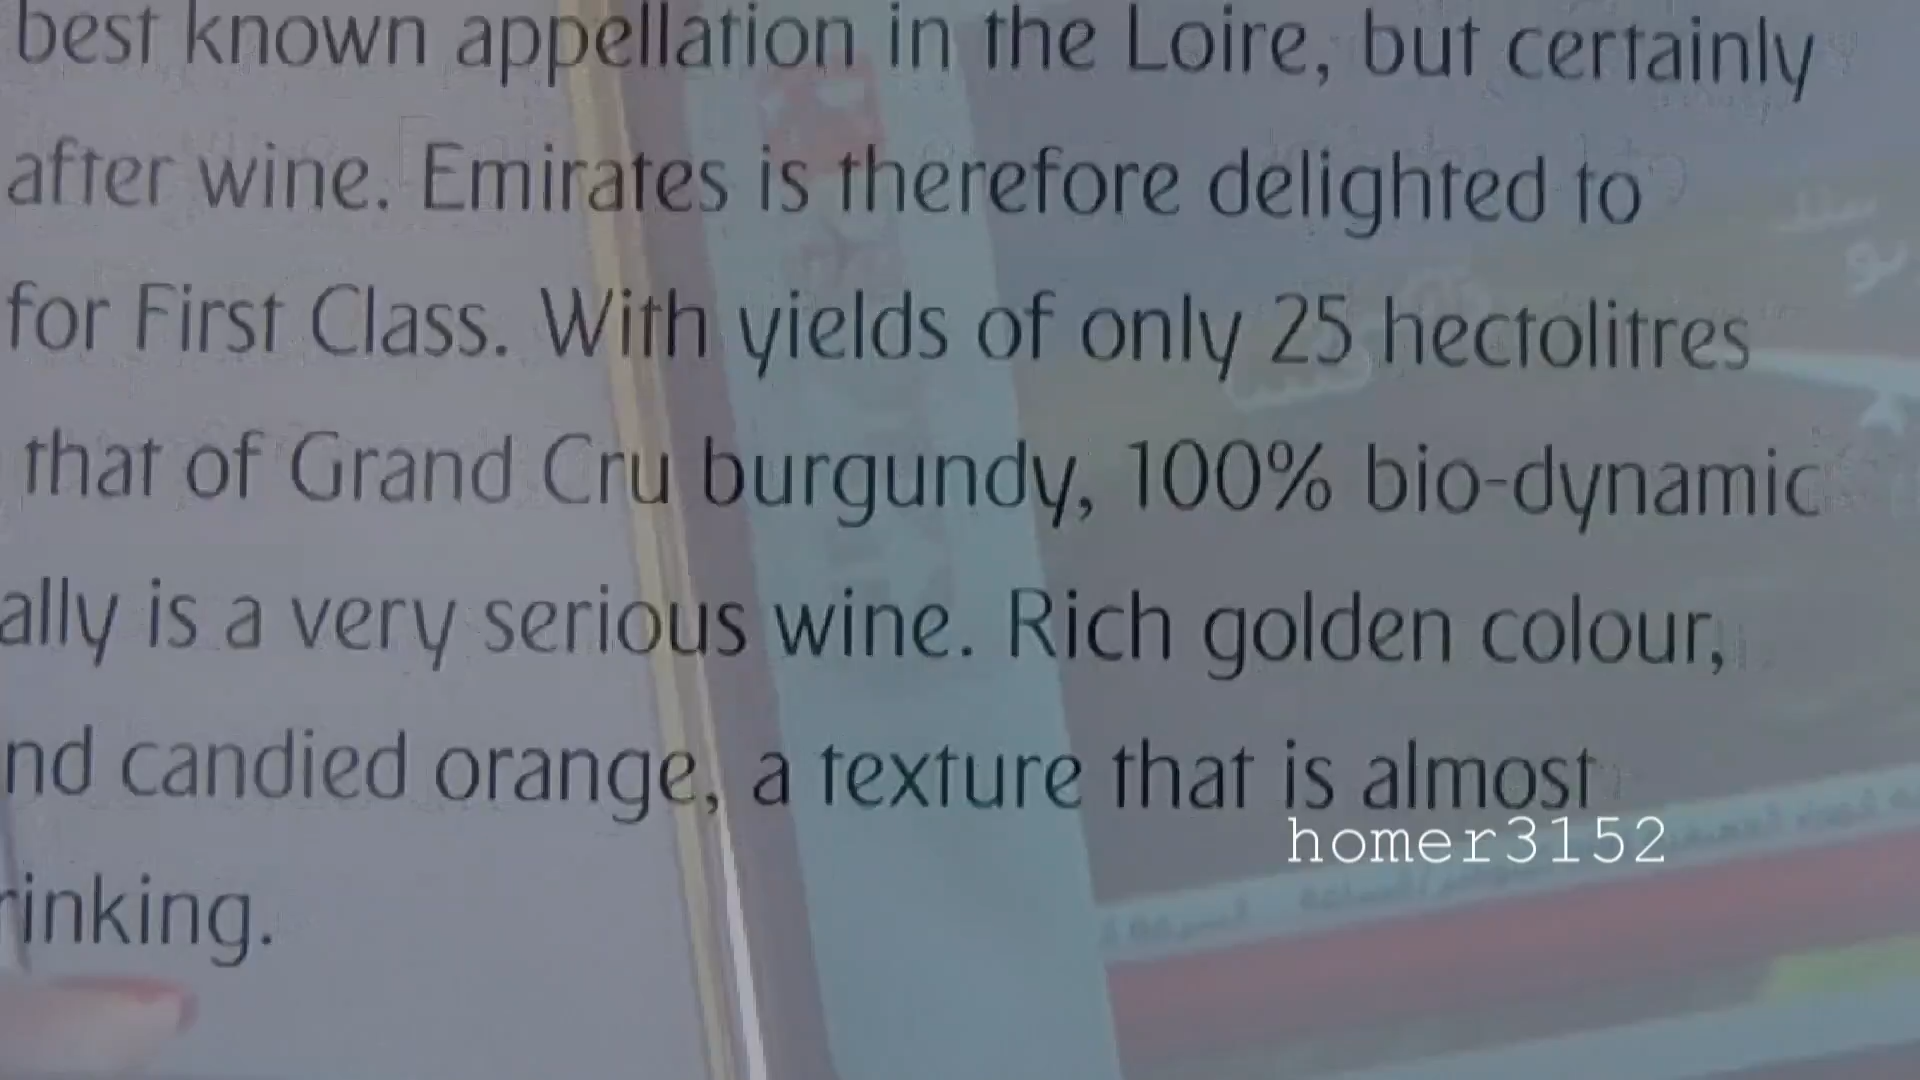 best known appellation in the Loire, but certainly
after wine. Emirates is therefore delighted to
for First Class. With yields of only 25 hectolitres
that of Grand Cru burgundy, 100% bio-dynamic
ally is a very serious wine. Rich golden colour,
nd candied orange, a texture that is almost
homer3152
rinking.